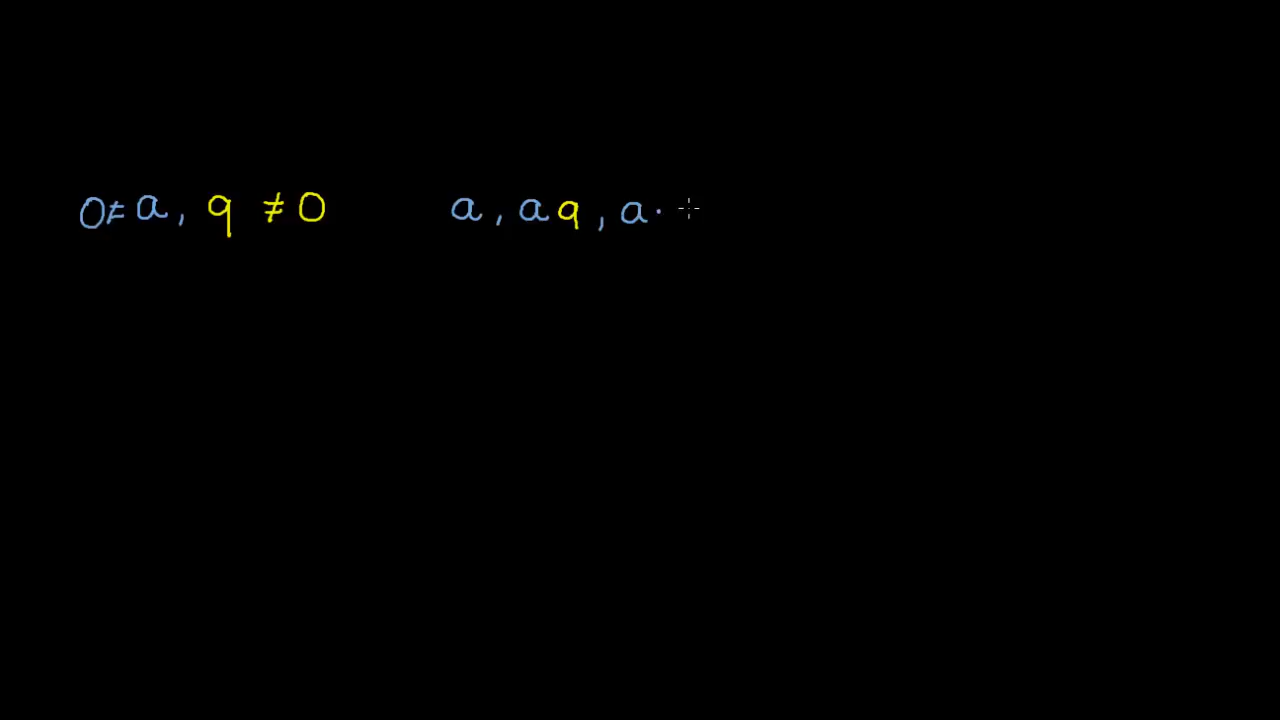 0≠a, q ≠ 0 a, aq, a·